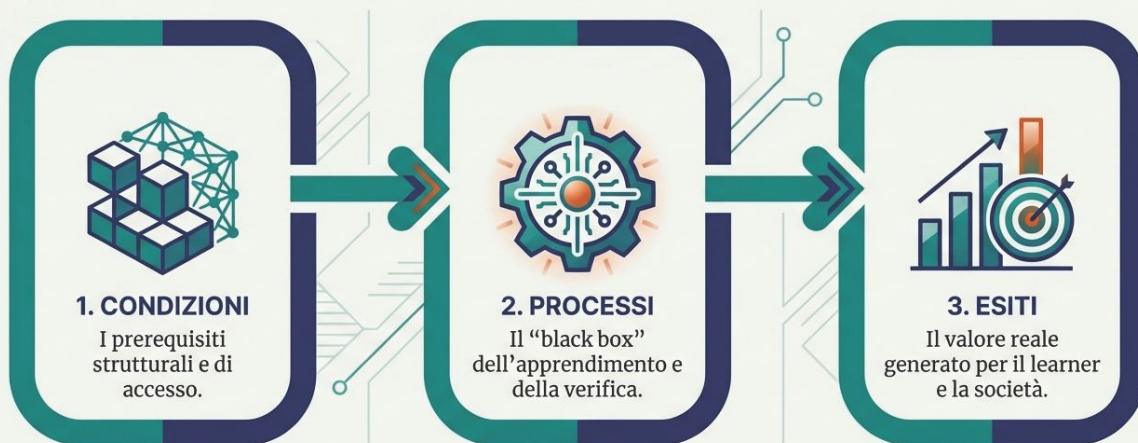 1. CONDIZIONI
I prerequisiti
strutturali e di
accesso.
2. PROCESSI
Il “black box”
dell’apprendimento e
della verifica.
3. ESITI
Il valore reale
generato per il learner
e la società.